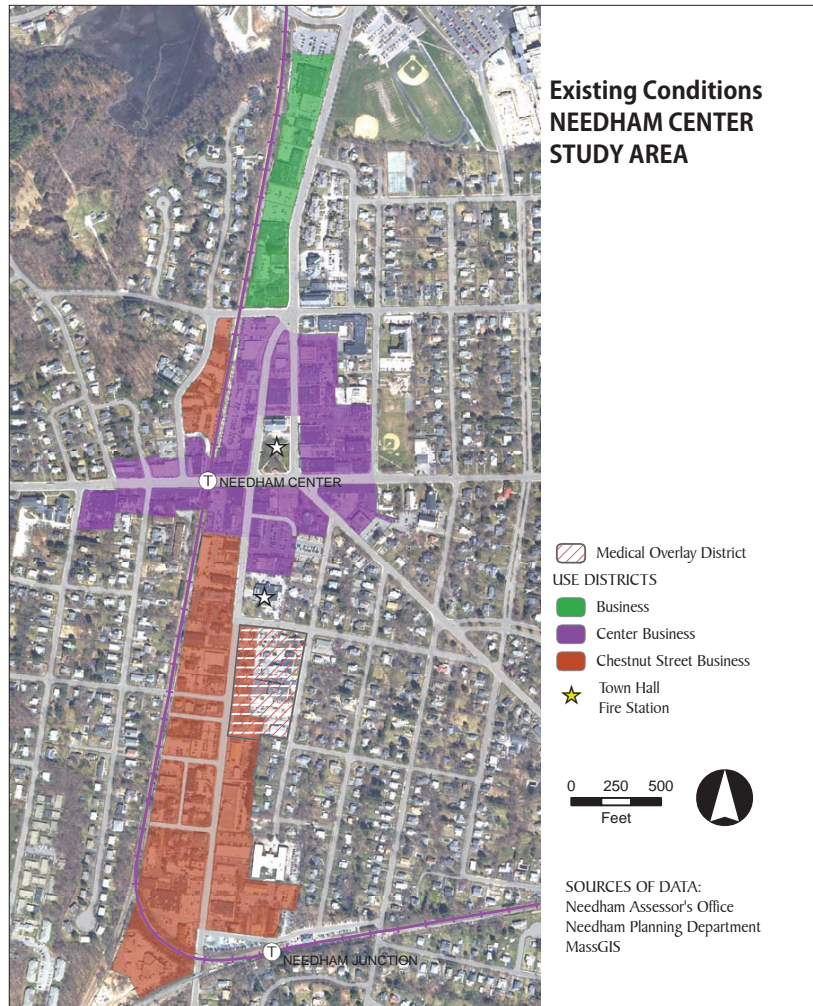 Existing Conditions
NEEDHAM CENTER
STUDY AREA
T NEEDHAM CENTER
Medical Overlay District
USE DISTRICTS
Business
Center Business
Chestnut Street Business
Town Hall
Fire Station
0 250 500
Feet
SOURCES OF DATA:
Needham Assessor's Office
Needham Planning Department
MassGIS
T NEEDHAM JUNCTION